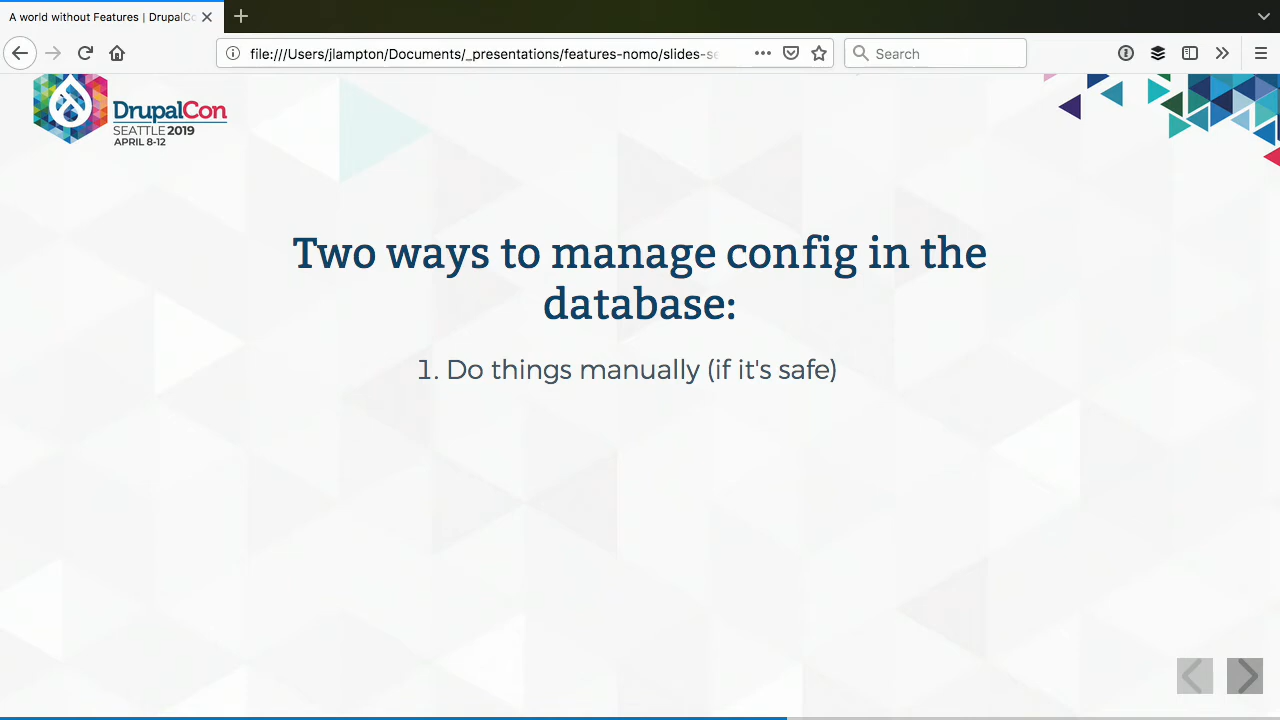 A world without Features | DrupalCo
file:///Users/jlampton/Documents/_presentations/features-nomo/slides-se
Search
DrupalCon
SEATTLE 2019
APRIL 8-12
Two ways to manage config in the
database:
1. Do things manually (if it's safe)